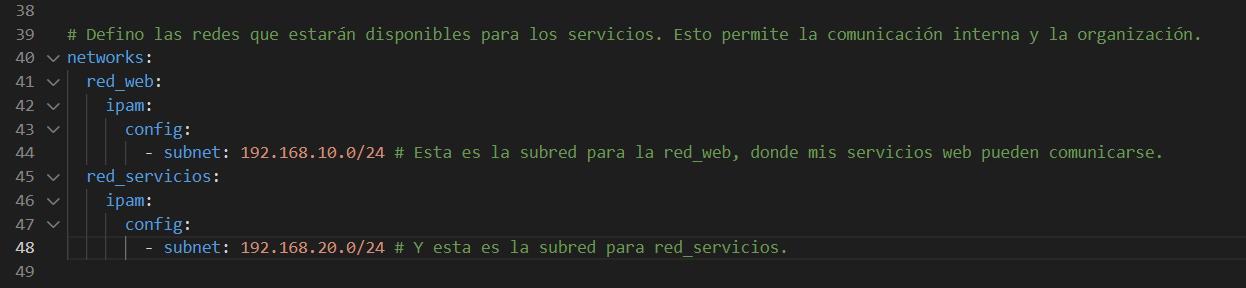 38
39 # Defino las redes que estarán disponibles para los servicios. Esto permite la comunicación interna y la organización.
40 networks:
41 red_web:
42 ipam:
43 config:
44 - subnet: 192.168.10.0/24 # Esta es la subred para la red_web, donde mis servicios web pueden comunicarse.
45 red_servicios:
46 ipam:
47 config:
48 - subnet: 192.168.20.0/24 # Y esta es la subred para red_servicios.
49